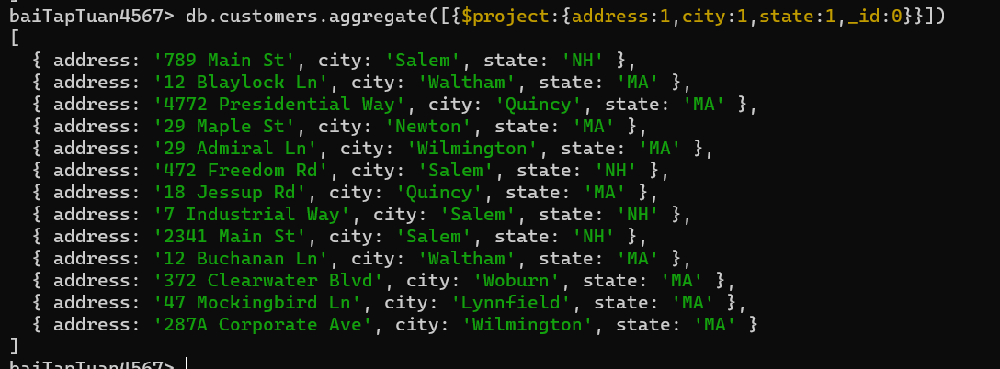 baiTapTuan4567> db.customers.aggregate([{$project:{address:1,city:1,state:1,_id:0}}])
[
  { address: '789 Main St', city: 'Salem', state: 'NH' },
  { address: '12 Blaylock Ln', city: 'Waltham', state: 'MA' },
  { address: '4772 Presidential Way', city: 'Quincy', state: 'MA' },
  { address: '29 Maple St', city: 'Newton', state: 'MA' },
  { address: '29 Admiral Ln', city: 'Wilmington', state: 'MA' },
  { address: '472 Freedom Rd', city: 'Salem', state: 'NH' },
  { address: '18 Jessup Rd', city: 'Quincy', state: 'MA' },
  { address: '7 Industrial Way', city: 'Salem', state: 'NH' },
  { address: '2341 Main St', city: 'Salem', state: 'NH' },
  { address: '12 Buchanan Ln', city: 'Waltham', state: 'MA' },
  { address: '372 Clearwater Blvd', city: 'Woburn', state: 'MA' },
  { address: '47 Mockingbird Ln', city: 'Lynnfield', state: 'MA' },
  { address: '287A Corporate Ave', city: 'Wilmington', state: 'MA' }
]
baiTapTuan4567>